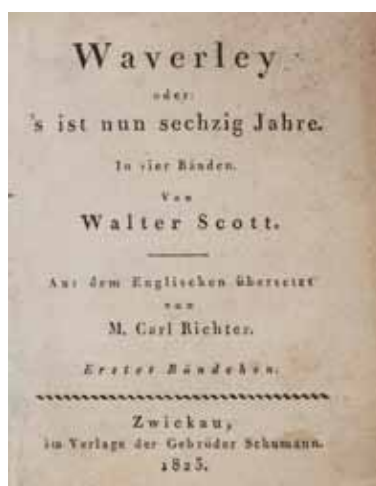 Waverley
oder:
's ist nun sechzig Jahre.
In vier Bänden.
Von
Walter Scott.
Aus dem Englischen übersetzt
von
M. Carl Richter.
Erstes Bändchen.
Zwickau,
im Verlage der Gebrüder Schumann.
1825.